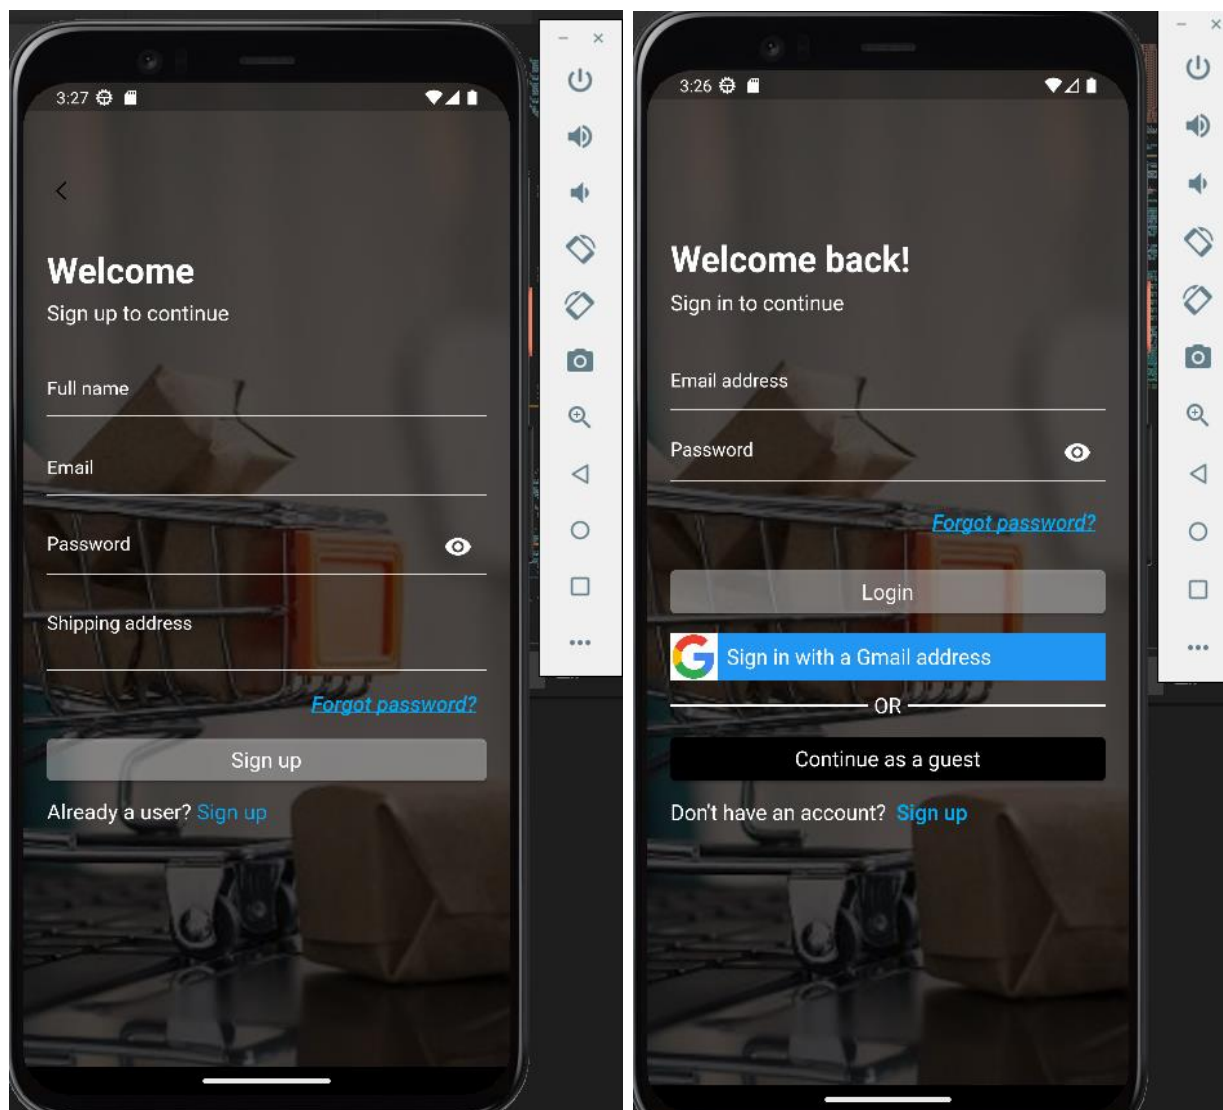 3:27
Welcome
Sign up to continue
Full name
Email
Password
Shipping address
Forgot password?
Sign up
Already a user? Sign up
3:26
Welcome back!
Sign in to continue
Email address
Password
Forgot password?
Login
G Sign in with a Gmail address
OR
Continue as a guest
Don't have an account? Sign up